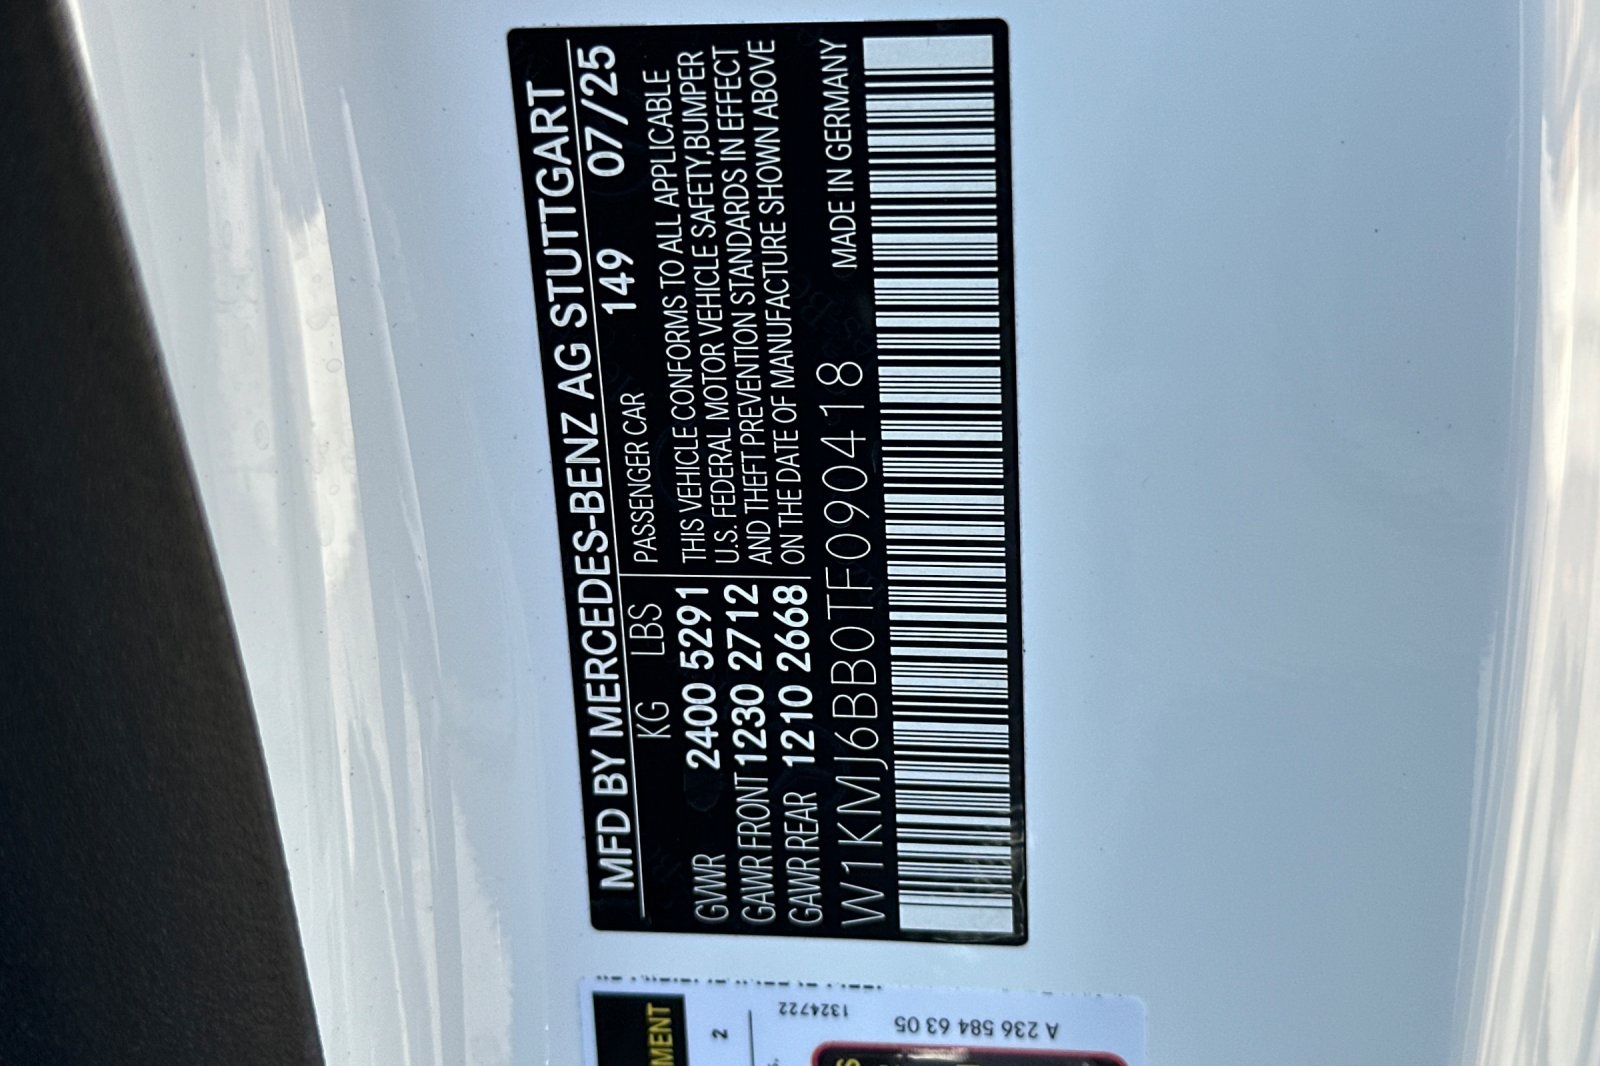 MFD BY MERCEDES-BENZ AG STUTTGART
KG LBS PASSENGER CAR 149 07/25
GVWR 2400 5291
GAWR FRONT 1230 2712
GAWR REAR 1210 2668
THIS VEHICLE CONFORMS TO ALL APPLICABLE
U.S. FEDERAL MOTOR VEHICLE SAFETY,BUMPER
AND THEFT PREVENTION STANDARDS IN EFFECT
ON THE DATE OF MANUFACTURE SHOWN ABOVE
W1KMJ6BB0TF090418 MADE IN GERMANY
2
1324722
A 236 584 63 05